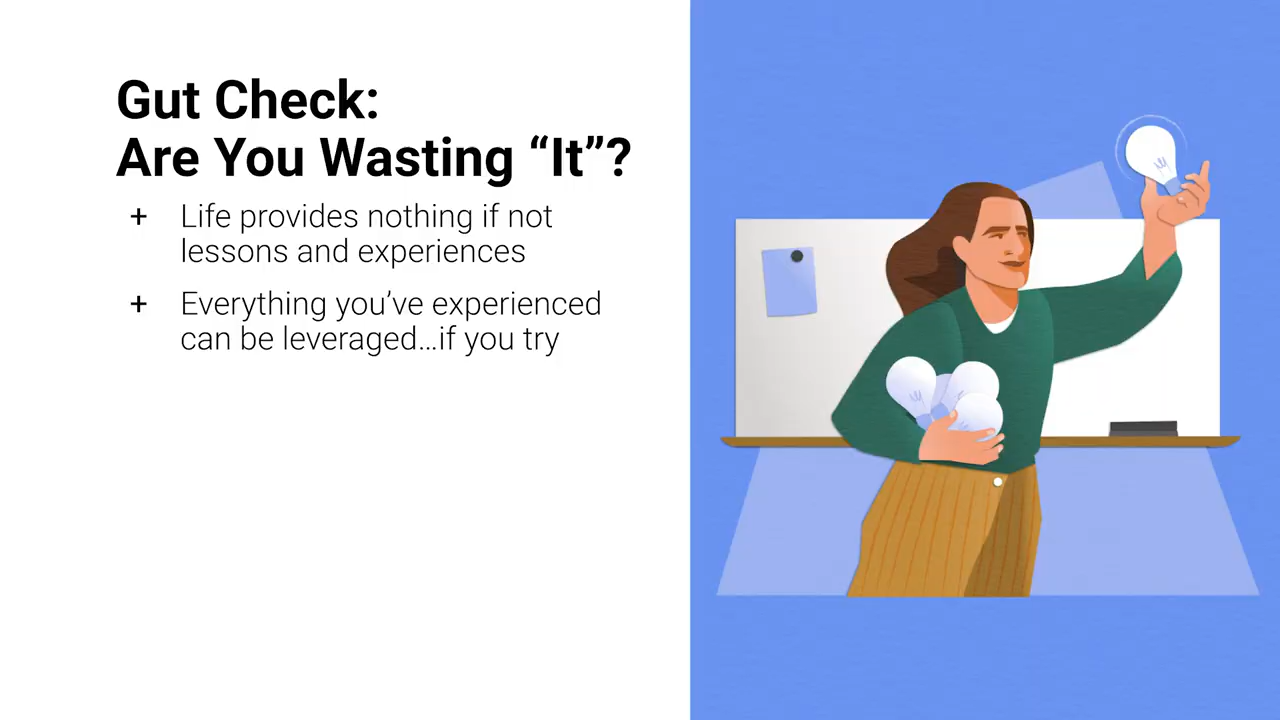 Gut Check:
Are You Wasting “It”?
+ Life provides nothing if not
lessons and experiences
+ Everything you’ve experienced
can be leveraged…if you try